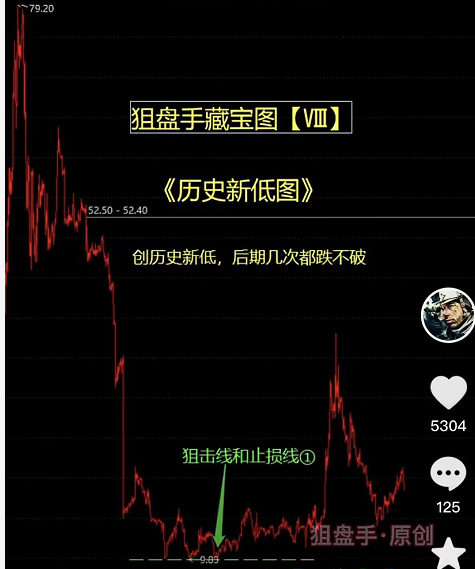 79.20
狙盘手藏宝图【Ⅷ】
《历史新低图》
52.50 - 52.40
创历史新低，后期几次都跌不破
5304
狙击线和止损线①
125
狙盘手·原创
9.03